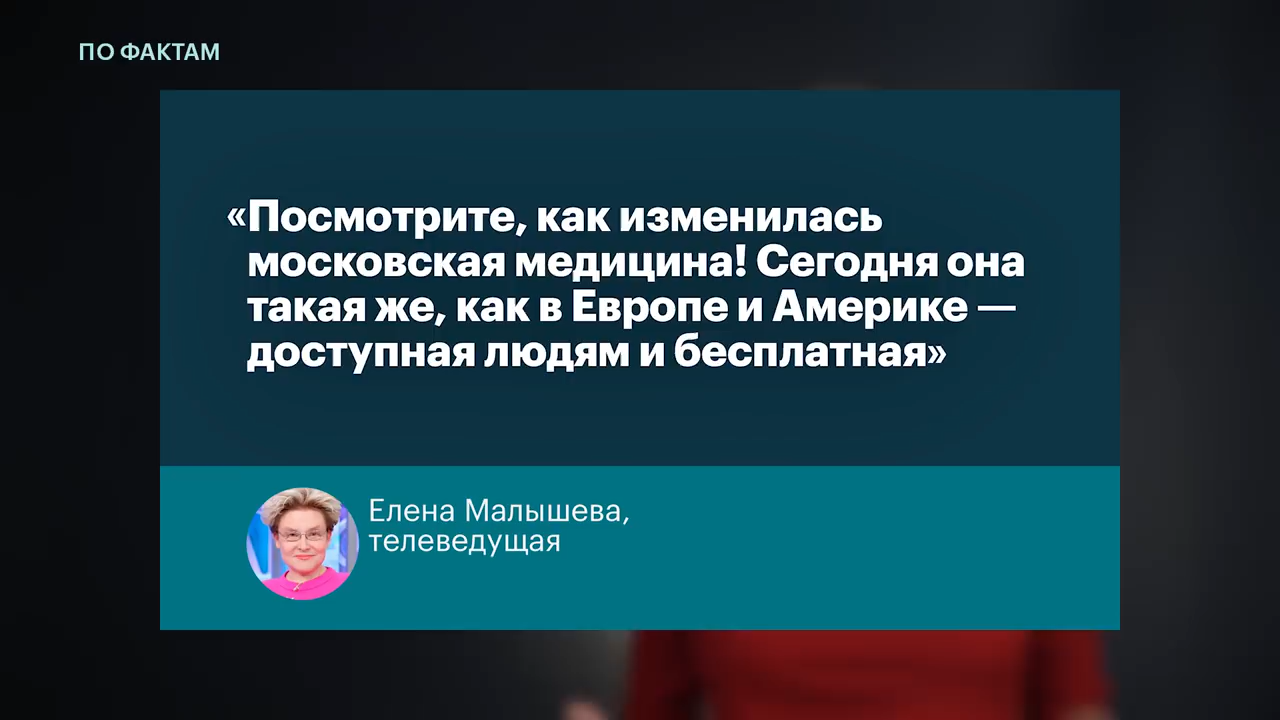 ПО ФАКТАМ
«Посмотрите, как изменилась
московская медицина! Сегодня она
такая же, как в Европе и Америке —
доступная людям и бесплатная»
Елена Малышева,
телеведущая